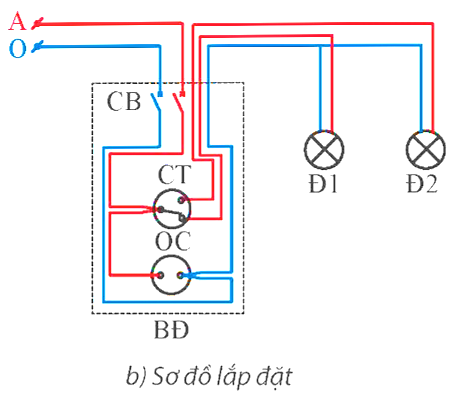 A
O
CB
CT
OC
BĐ
Đ1
Đ2
b) Sơ đồ lắp đặt